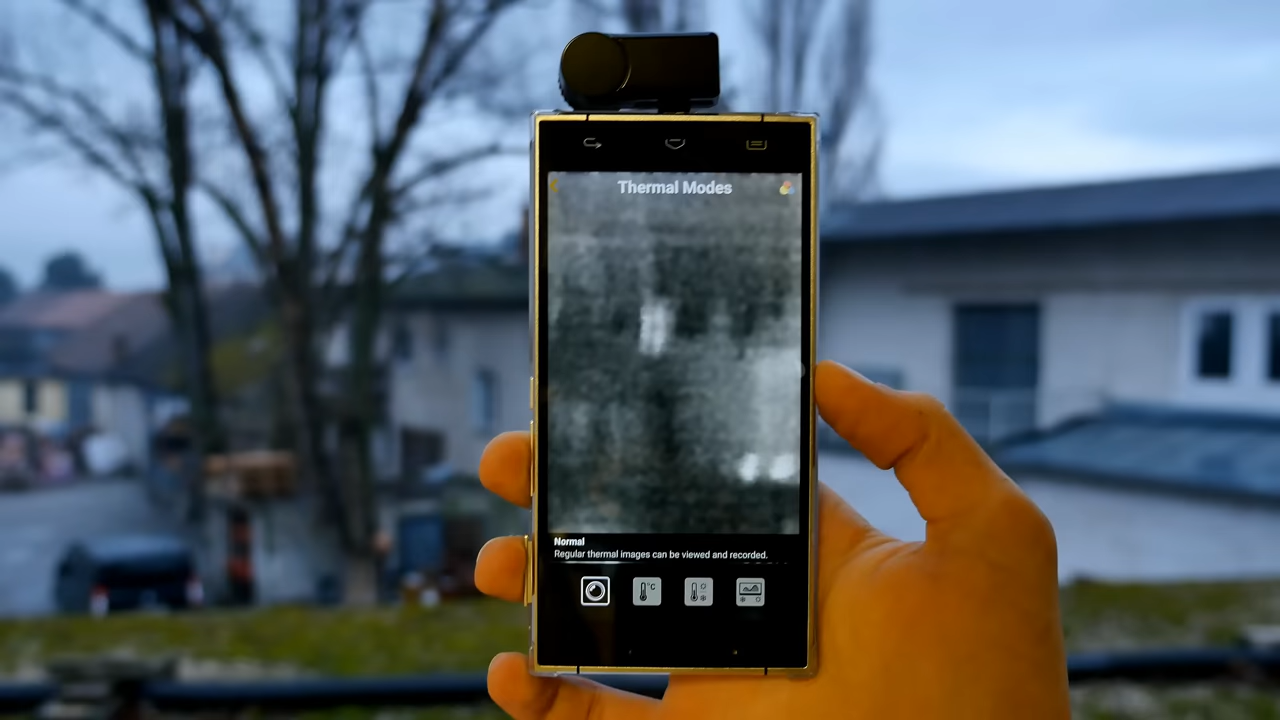 Thermal Modes
Normal
Regular thermal images can be viewed and recorded.
°C